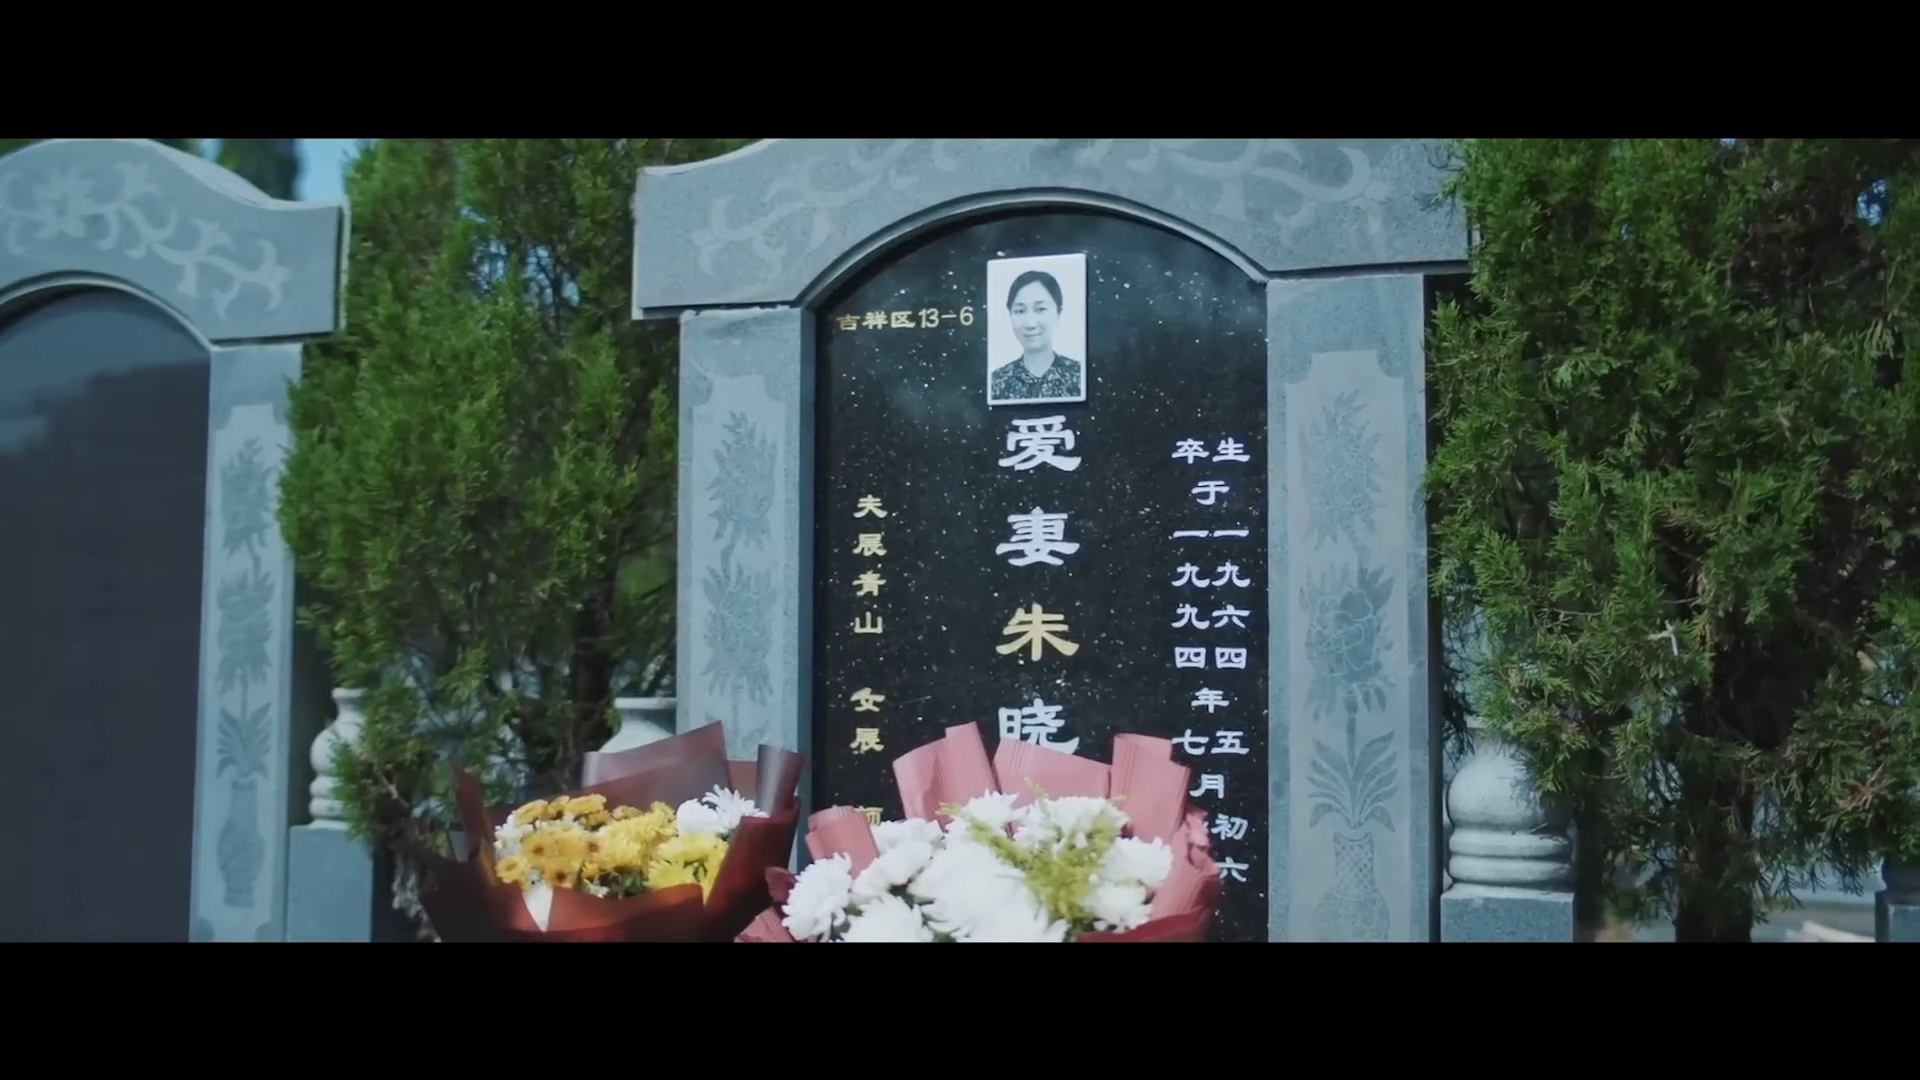 吉祥区13-6
生于一九六四年五月初六
卒于一九九四年七月
爱妻朱晓
夫展青山
女展